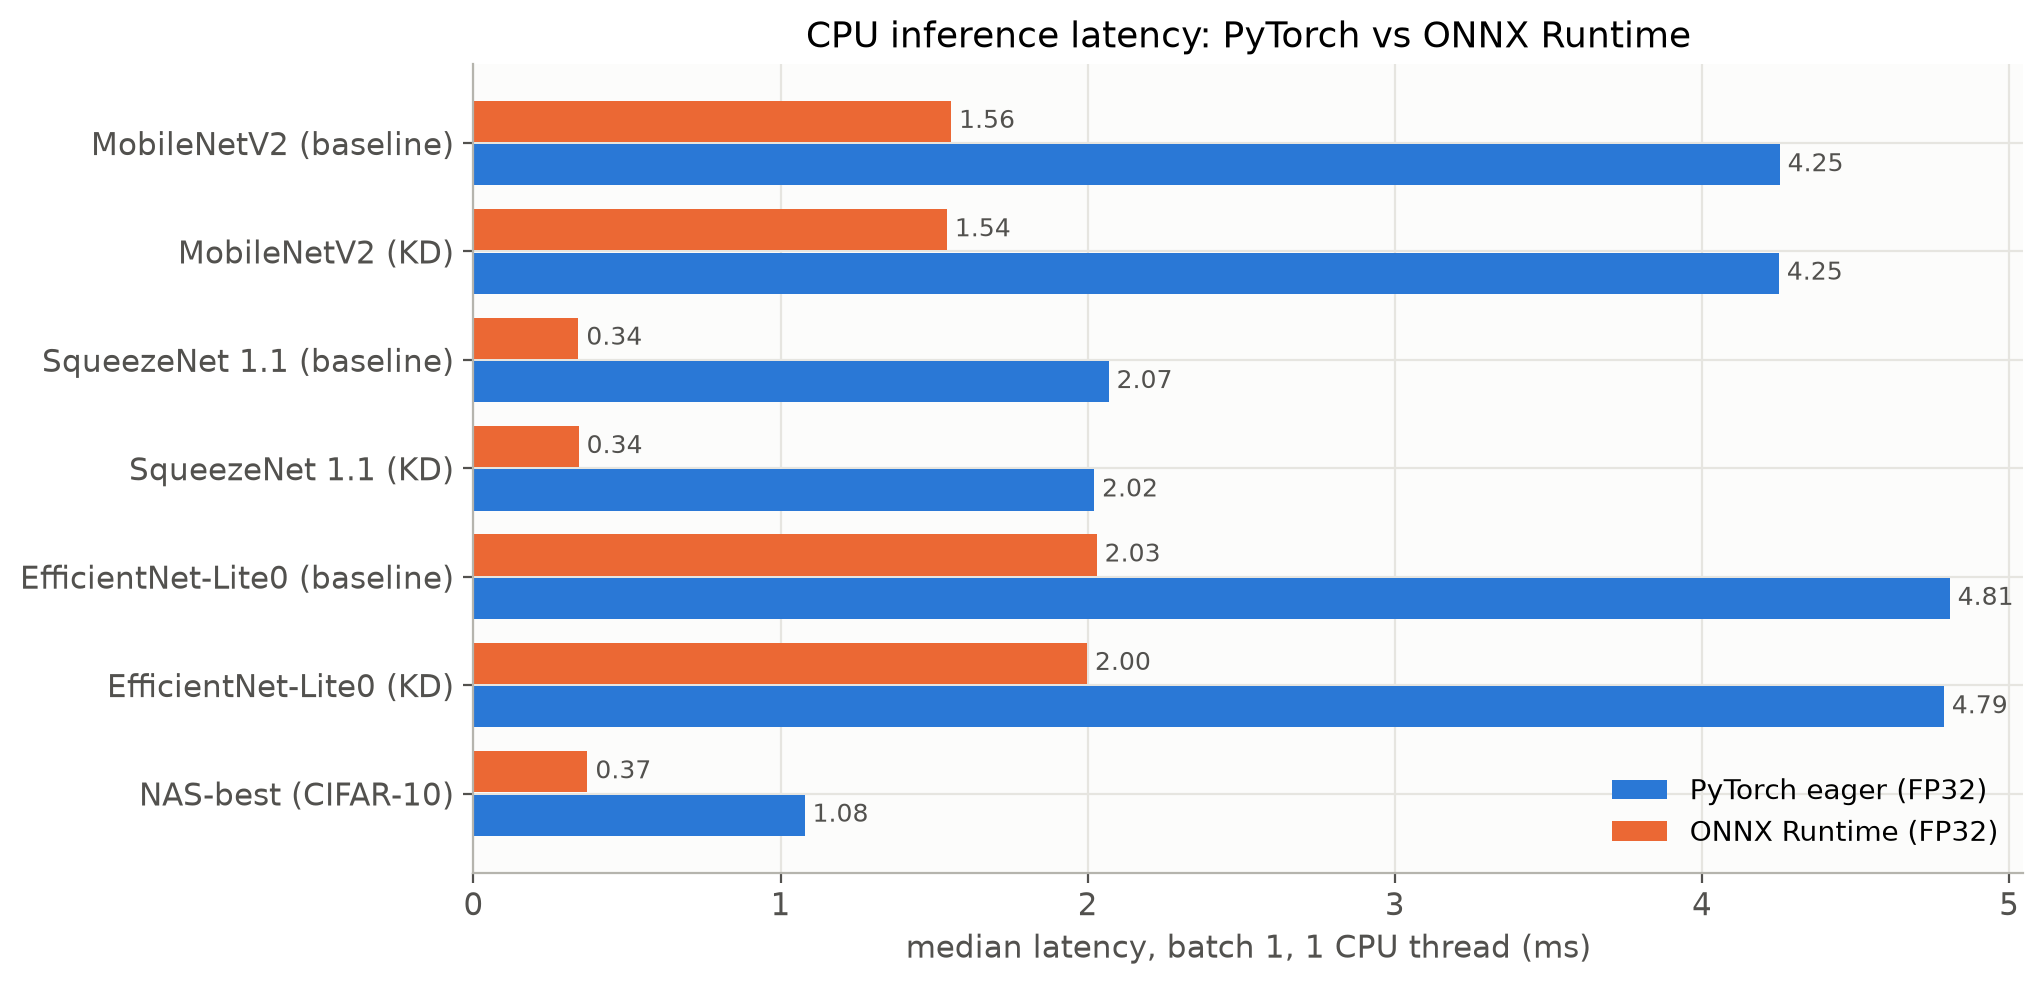 CPU inference latency: PyTorch vs ONNX Runtime
MobileNetV2 (baseline)
1.56
4.25
MobileNetV2 (KD)
1.54
4.25
SqueezeNet 1.1 (baseline)
0.34
2.07
SqueezeNet 1.1 (KD)
0.34
2.02
EfficientNet-Lite0 (baseline)
2.03
4.81
EfficientNet-Lite0 (KD)
2.00
4.79
NAS-best (CIFAR-10)
0.37
1.08
PyTorch eager (FP32)
ONNX Runtime (FP32)
0 1 2 3 4 5
median latency, batch 1, 1 CPU thread (ms)